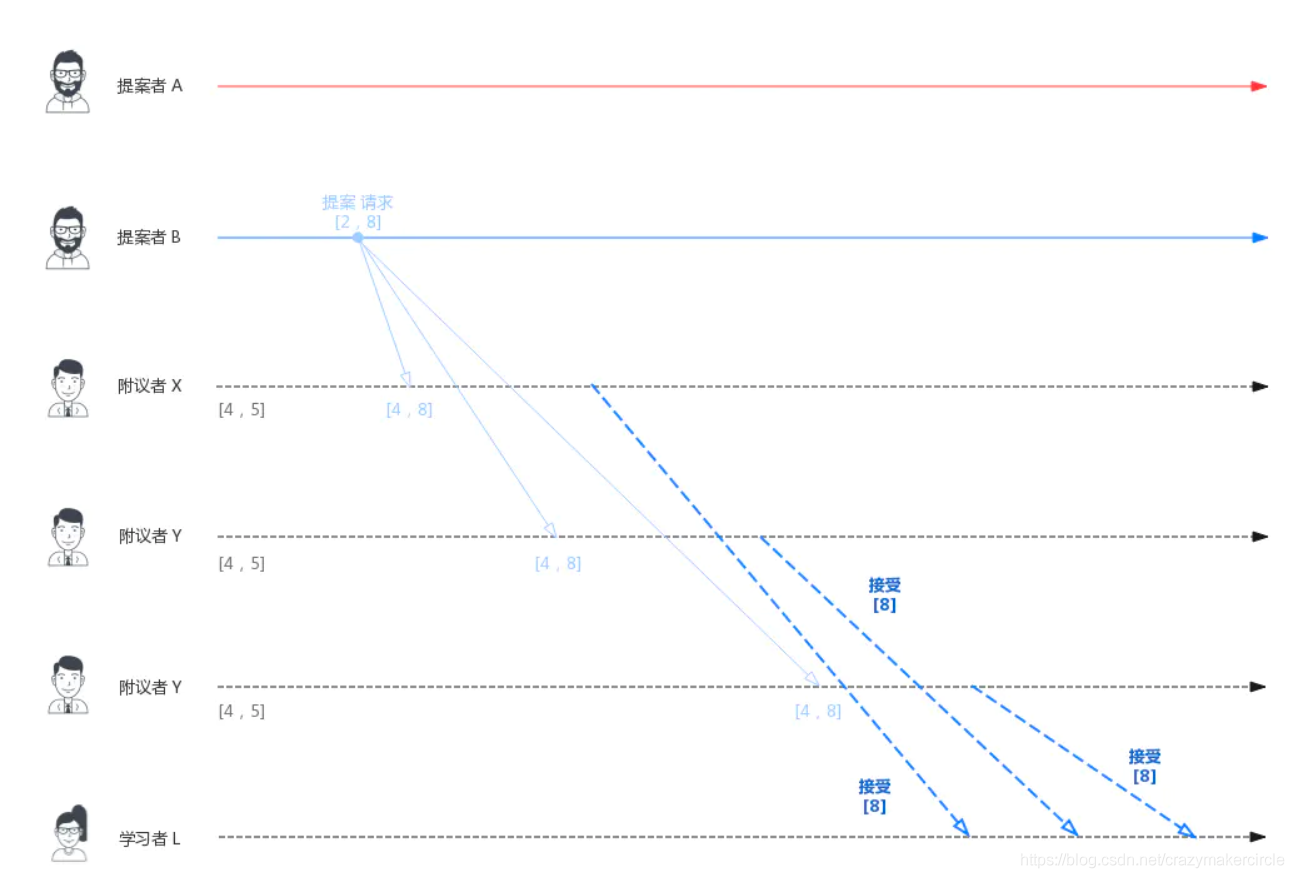 提案者 A
提案 请求
[2 , 8]
提案者 B
附议者 X
[4 , 5]
[4 , 8]
附议者 Y
[4 , 5]
[4 , 8]
接受
[8]
附议者 Y
[4 , 5]
[4 , 8]
接受
[8]
接受
[8]
学习者 L
https://blog.csdn.net/crazymakercircle